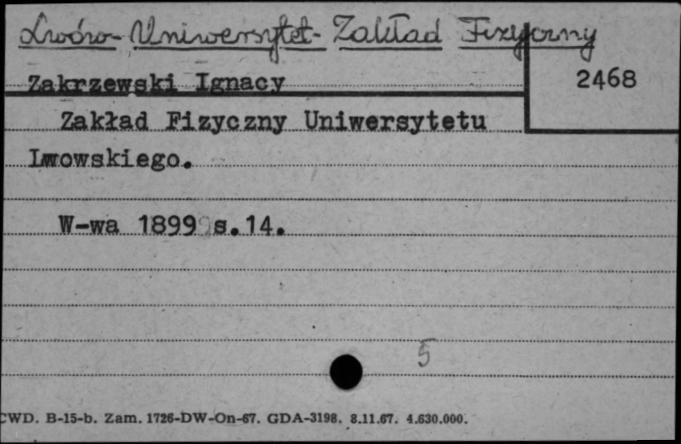 Lwów-Uniwersytet-Zakład Fizyczny
Zakrzewski Ignacy 2468
Zakład Fizyczny Uniwersytetu
Lwowskiego.
W-wa 1899 s.14.
5
CWD. B-15-b. Zam. 1726-DW-On-67. GDA-3198. 8.11.67. 4.630.000.